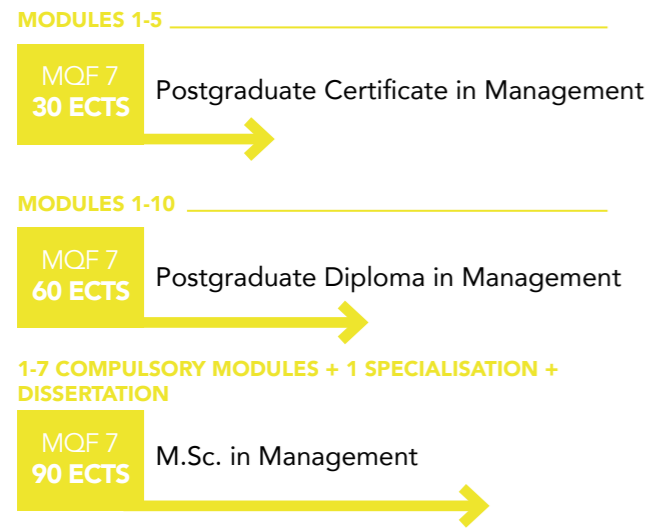 MODULES 1-5
MQF 7
30 ECTS
Postgraduate Certificate in Management
MODULES 1-10
MQF 7
60 ECTS
Postgraduate Diploma in Management
1-7 COMPULSORY MODULES + 1 SPECIALISATION +
DISSERTATION
MQF 7
90 ECTS
M.Sc. in Management